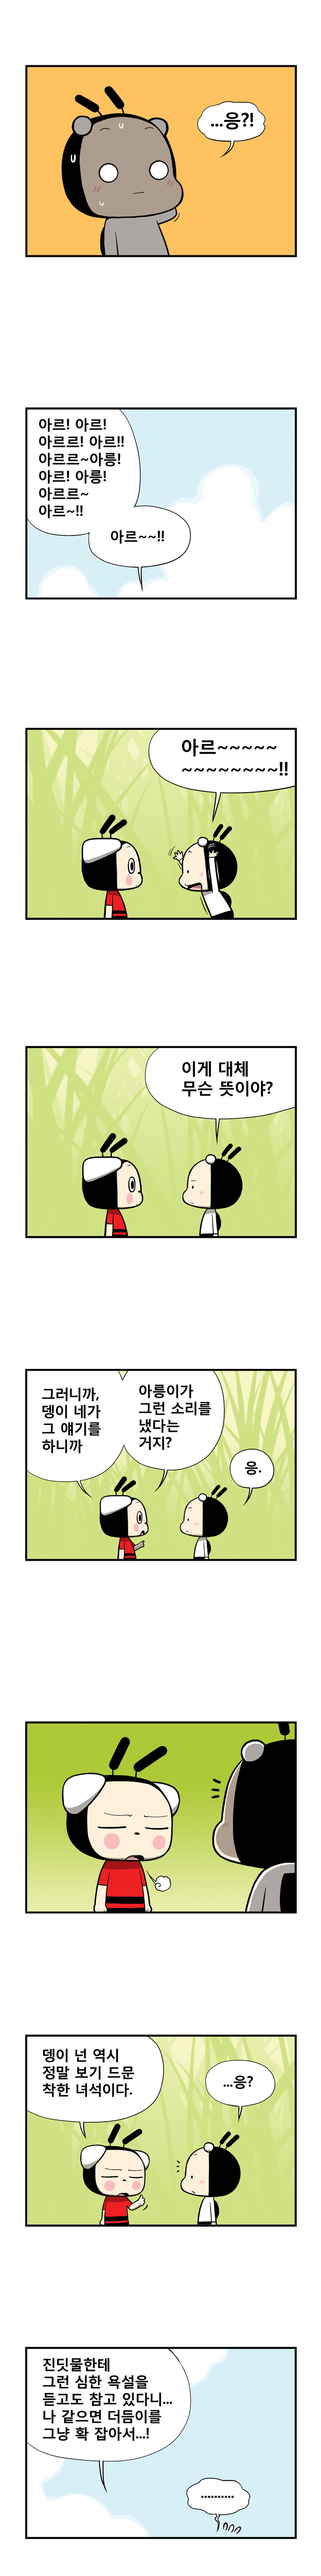 ...응?!
아르! 아르!
아르르! 아르!!
아르르~아릉!
아르! 아릉!
아르르~
아르~!!
아르~~!!
아르~~~~~
~~~~~~~~!!
이게 대체
무슨 뜻이야?
그러니까,
뎅이 네가
그 얘기를
하니까
아릉이가
그런 소리를
냈다는
거지?
응.
뎅이 넌 역시
정말 보기 드문
착한 녀석이다.
...응?
진딧물한테
그런 심한 욕설을
듣고도 참고 있다니...
나 같으면 더듬이를
그냥 확 잡아서...!
..........